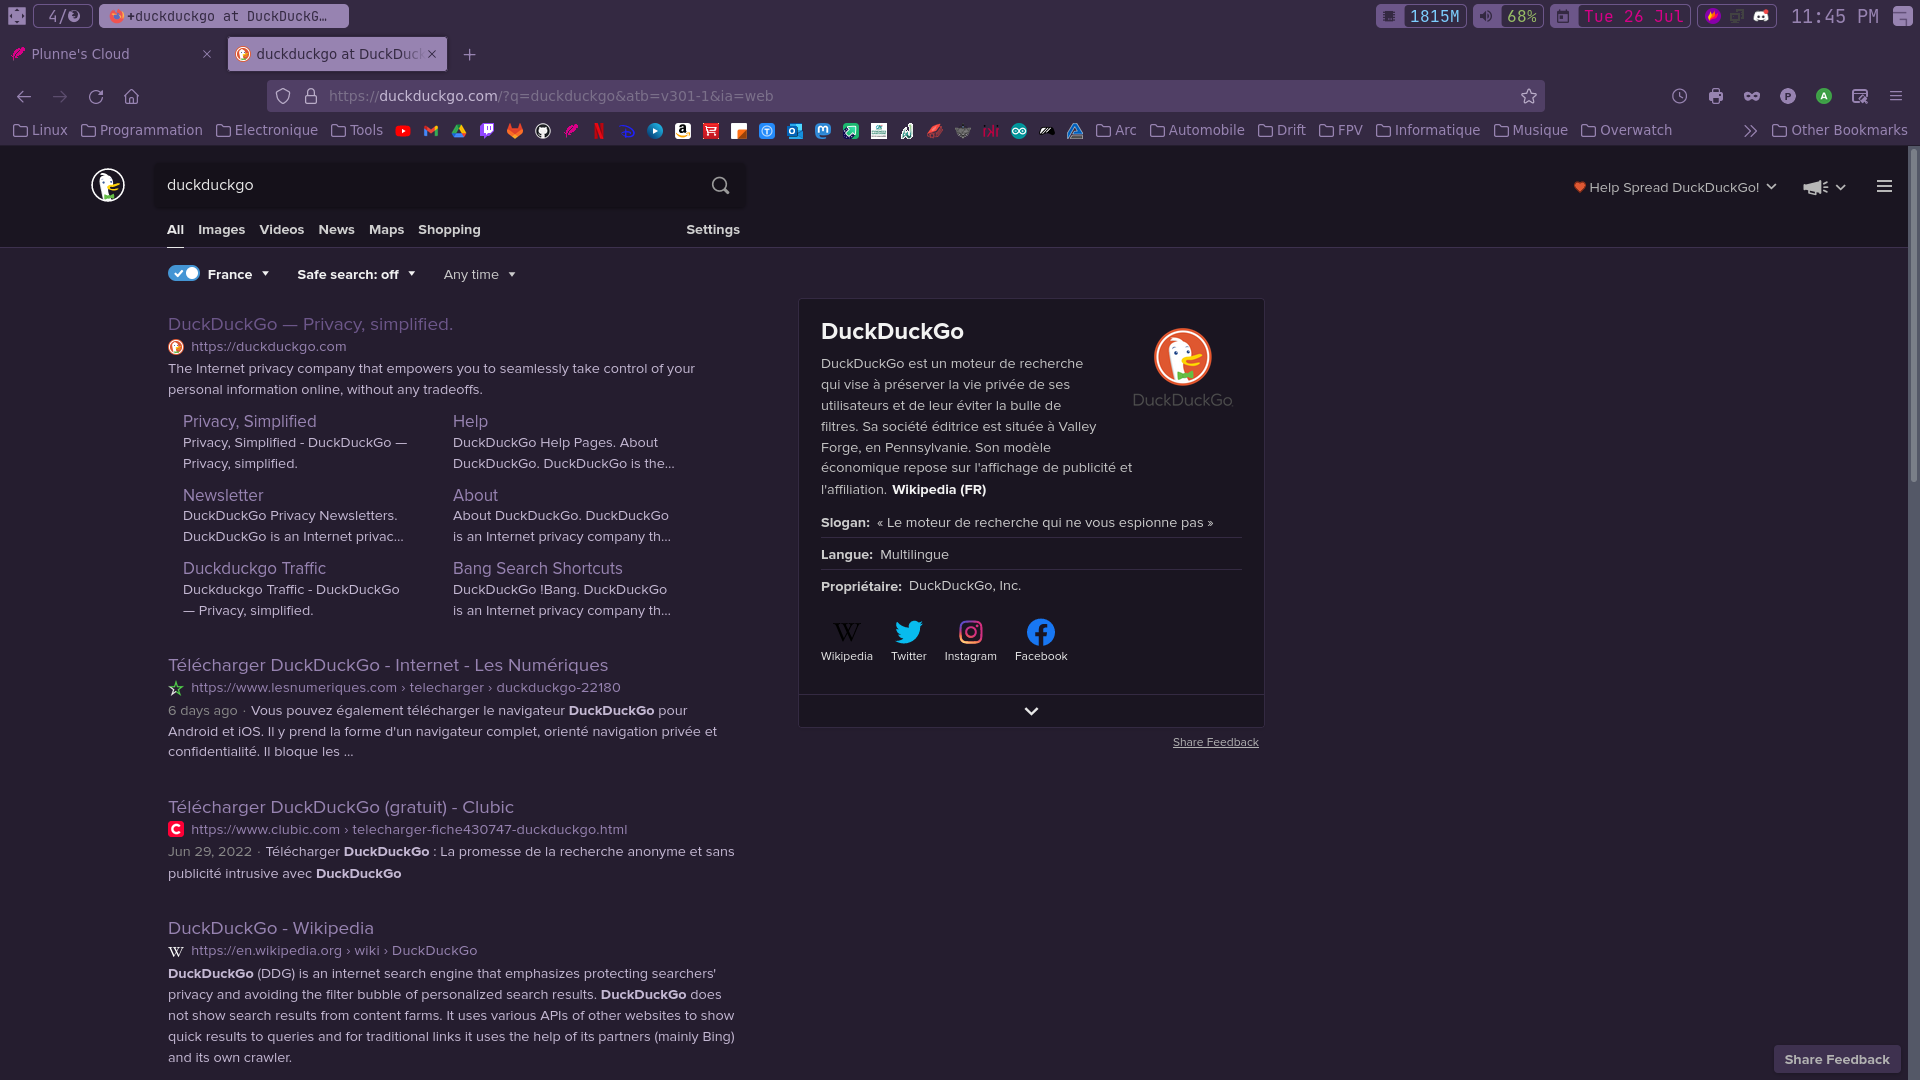 4/
+duckduckgo at DuckDuckG…
1815M
68%
Tue 26 Jul
11:45 PM
Plunne's Cloud
duckduckgo at DuckDuck
https://duckduckgo.com/?q=duckduckgo&atb=v301-1&ia=web
Linux
Programmation
Electronique
Tools
Arc
Automobile
Drift
FPV
Informatique
Musique
Overwatch
Other Bookmarks
duckduckgo
Help Spread DuckDuckGo!
All Images Videos News Maps Shopping Settings
France Safe search: off Any time
DuckDuckGo — Privacy, simplified.
https://duckduckgo.com
The Internet privacy company that empowers you to seamlessly take control of your
personal information online, without any tradeoffs.
Privacy, Simplified
Privacy, Simplified - DuckDuckGo —
Privacy, simplified.
Help
DuckDuckGo Help Pages. About
DuckDuckGo. DuckDuckGo is the...
Newsletter
DuckDuckGo Privacy Newsletters.
DuckDuckGo is an Internet privac...
About
About DuckDuckGo. DuckDuckGo
is an Internet privacy company th...
Duckduckgo Traffic
Duckduckgo Traffic - DuckDuckGo
— Privacy, simplified.
Bang Search Shortcuts
DuckDuckGo !Bang. DuckDuckGo
is an Internet privacy company th...
Télécharger DuckDuckGo - Internet - Les Numériques
https://www.lesnumeriques.com › telecharger › duckduckgo-22180
6 days ago · Vous pouvez également télécharger le navigateur DuckDuckGo pour
Android et iOS. Il y prend la forme d'un navigateur complet, orienté navigation privée et
confidentialité. Il bloque les ...
Télécharger DuckDuckGo (gratuit) - Clubic
https://www.clubic.com › telecharger-fiche430747-duckduckgo.html
Jun 29, 2022 · Télécharger DuckDuckGo : La promesse de la recherche anonyme et sans
publicité intrusive avec DuckDuckGo
DuckDuckGo - Wikipedia
https://en.wikipedia.org › wiki › DuckDuckGo
DuckDuckGo (DDG) is an internet search engine that emphasizes protecting searchers'
privacy and avoiding the filter bubble of personalized search results. DuckDuckGo does
not show search results from content farms. It uses various APIs of other websites to show
quick results to queries and for traditional links it uses the help of its partners (mainly Bing)
and its own crawler.
DuckDuckGo
DuckDuckGo.
DuckDuckGo est un moteur de recherche
qui vise à préserver la vie privée de ses
utilisateurs et de leur éviter la bulle de
filtres. Sa société éditrice est située à Valley
Forge, en Pennsylvanie. Son modèle
économique repose sur l'affichage de publicité et
l'affiliation. Wikipedia (FR)
Slogan: « Le moteur de recherche qui ne vous espionne pas »
Langue: Multilingue
Propriétaire: DuckDuckGo, Inc.
Wikipedia Twitter Instagram Facebook
Share Feedback
Share Feedback